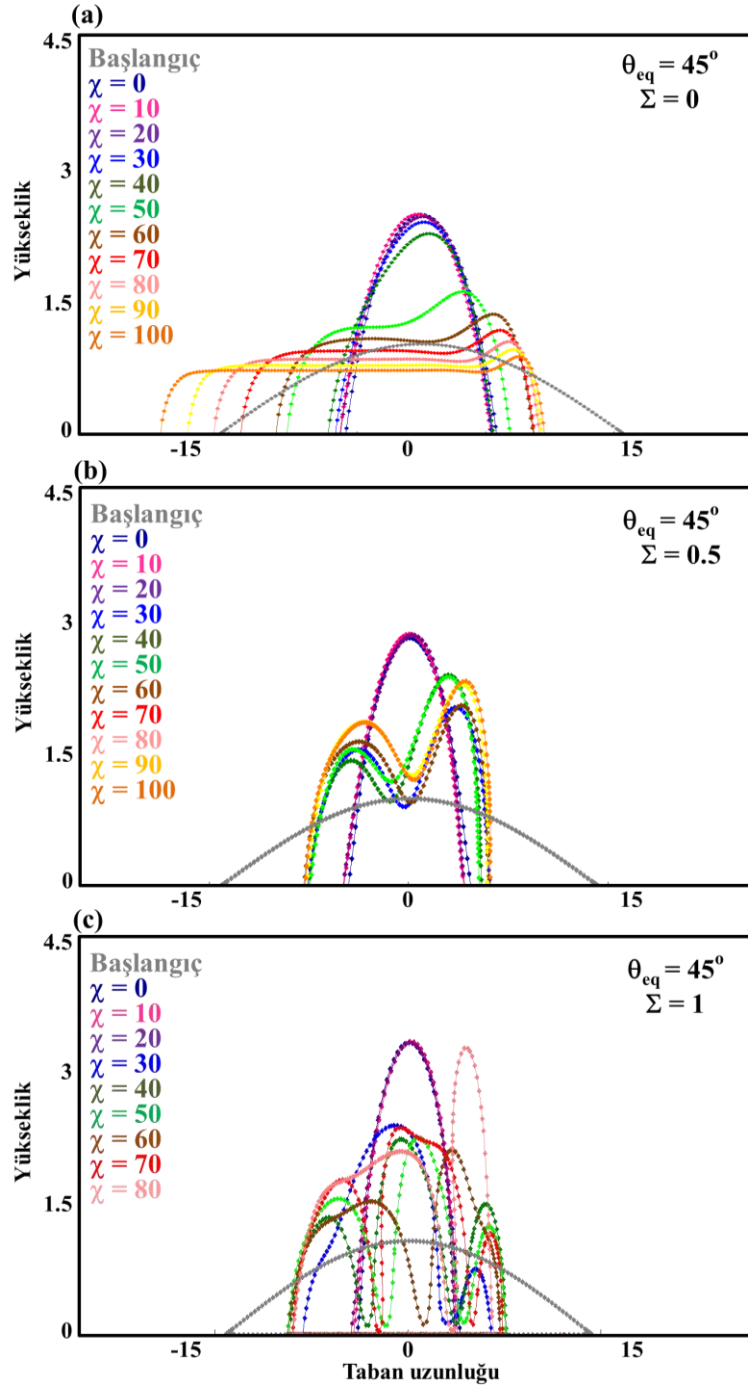 (a)
4.5
Başlangıç
χ = 0
χ = 10
χ = 20
χ = 30
χ = 40
χ = 50
χ = 60
χ = 70
χ = 80
χ = 90
χ = 100
θeq = 45°
Σ = 0
3
1.5
0
Yükseklik
-15
0
15
(b)
4.5
Başlangıç
χ = 0
χ = 10
χ = 20
χ = 30
χ = 40
χ = 50
χ = 60
χ = 70
χ = 80
χ = 90
χ = 100
θeq = 45°
Σ = 0.5
3
1.5
0
Yükseklik
-15
0
15
(c)
4.5
Başlangıç
χ = 0
χ = 10
χ = 20
χ = 30
χ = 40
χ = 50
χ = 60
χ = 70
χ = 80
θeq = 45°
Σ = 1
3
1.5
0
Yükseklik
-15
0
15
Taban uzunluğu